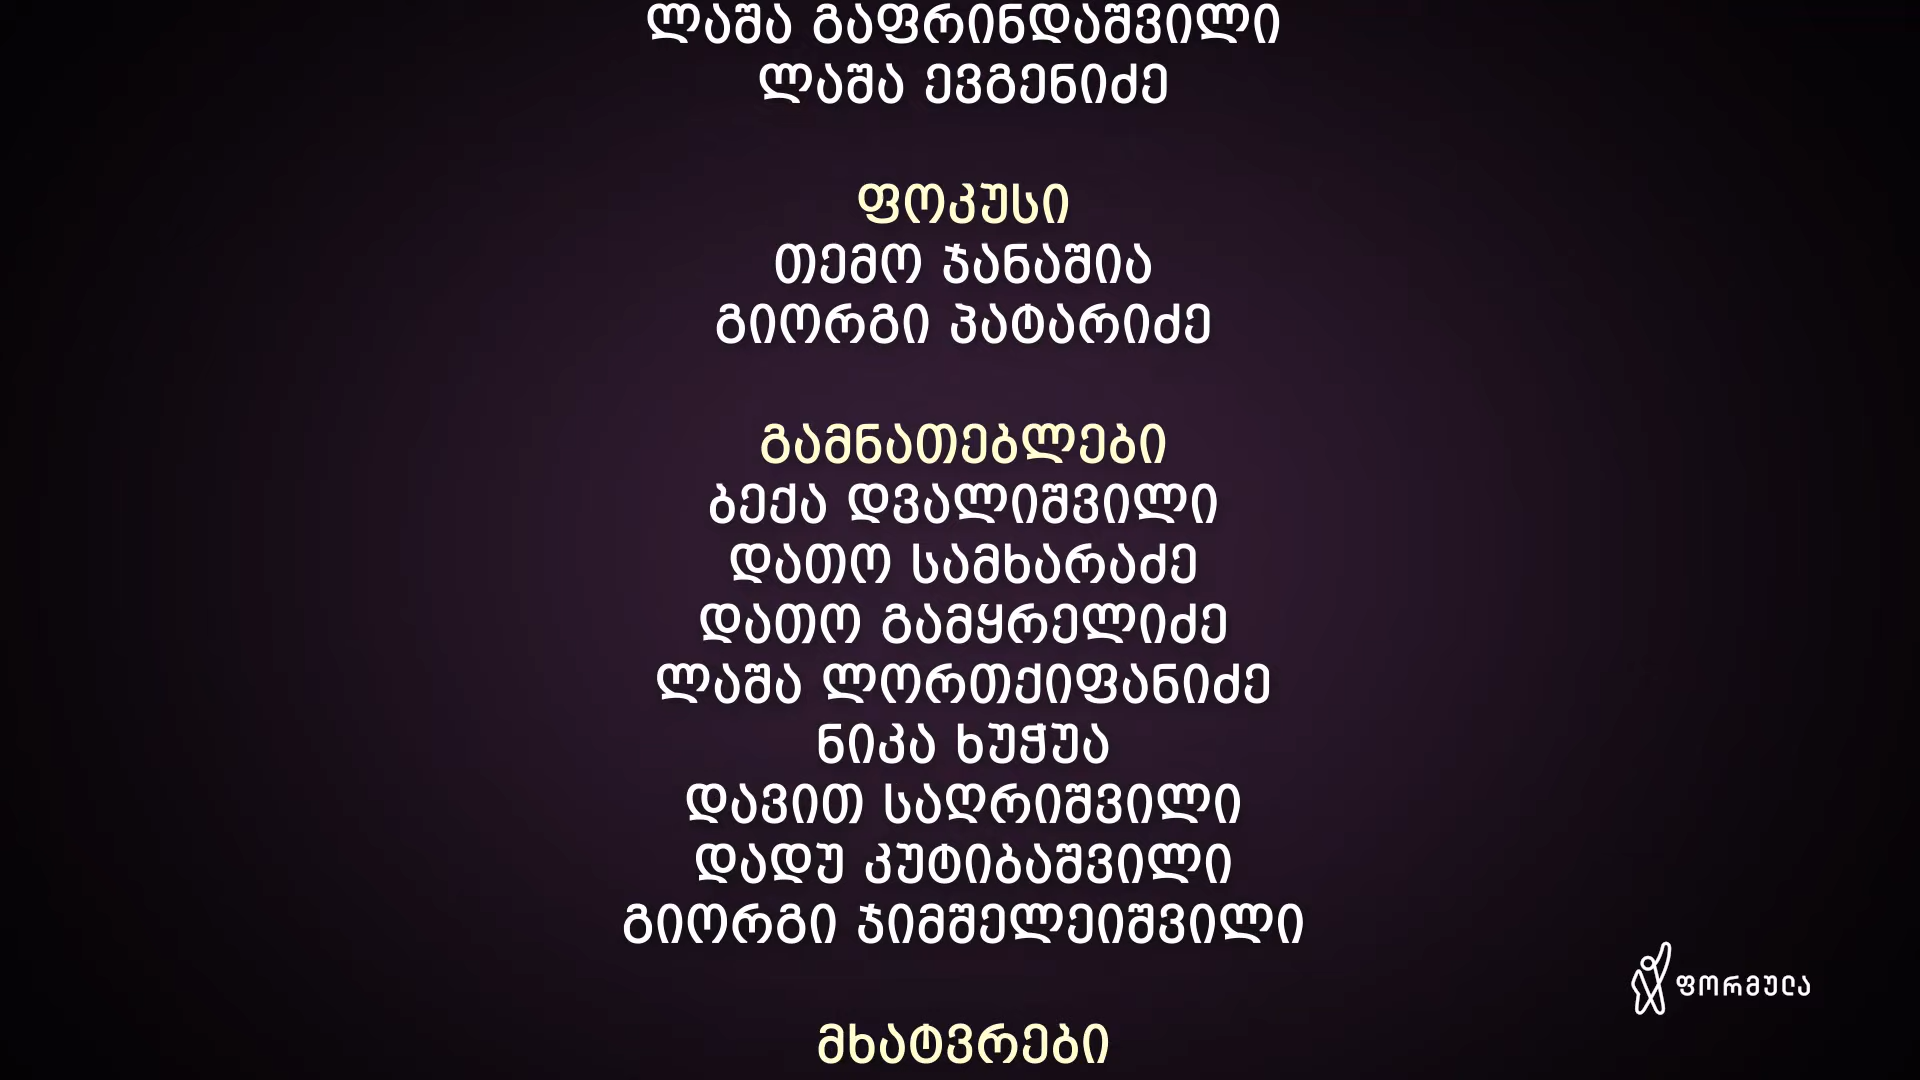 ლაშა გაფრინდაშვილი
ლაშა ევგენიძე
ფოკუსი
თემო ჯანაშია
გიორგი პატარიძე
გამნათებლები
ბექა დვალიშვილი
დათო სამხარაძე
დათო გამყრელიძე
ლაშა ლორთქიფანიძე
ნიკა ხუჭუა
დავით საღრიშვილი
დადუ კუტიბაშვილი
გიორგი ჯიმშელეიშვილი
ფორმულა
მხატვრები